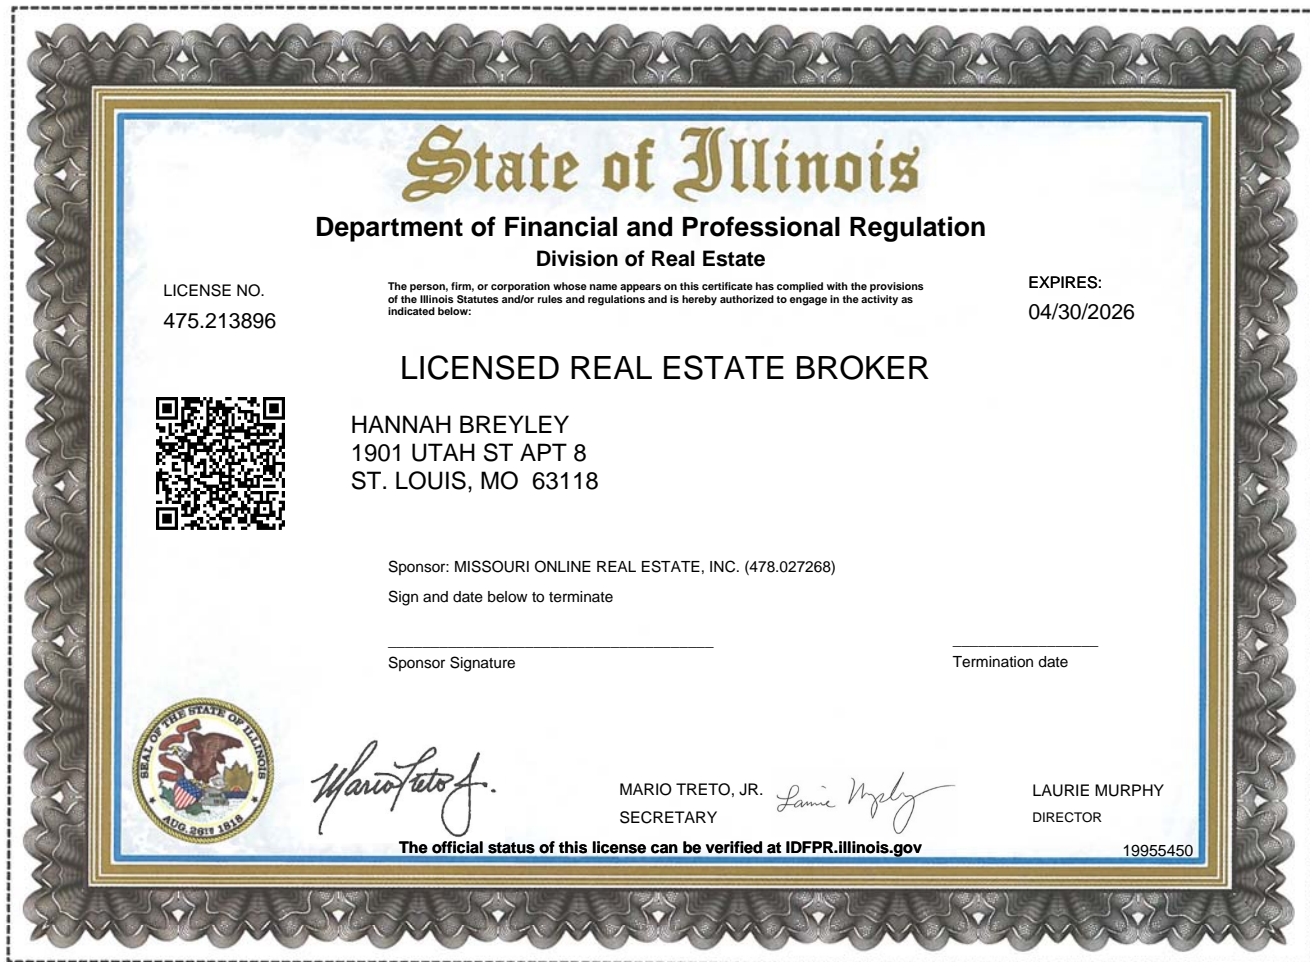 State of Illinois
Department of Financial and Professional Regulation
Division of Real Estate
LICENSE NO.
475.213896
The person, firm, or corporation whose name appears on this certificate has complied with the provisions
of the Illinois Statutes and/or rules and regulations and is hereby authorized to engage in the activity as
indicated below:
EXPIRES:
04/30/2026
LICENSED REAL ESTATE BROKER
HANNAH BREYLEY
1901 UTAH ST APT 8
ST. LOUIS, MO 63118
Sponsor: MISSOURI ONLINE REAL ESTATE, INC. (478.027268)
Sign and date below to terminate
Sponsor Signature
Termination date
SEAL OF THE STATE OF ILLINOIS
AUG. 26TH 1818
Mario Treto Jr.
MARIO TRETO, JR.
SECRETARY
Laurie Murphy
LAURIE MURPHY
DIRECTOR
The official status of this license can be verified at IDFPR.illinois.gov
19955450